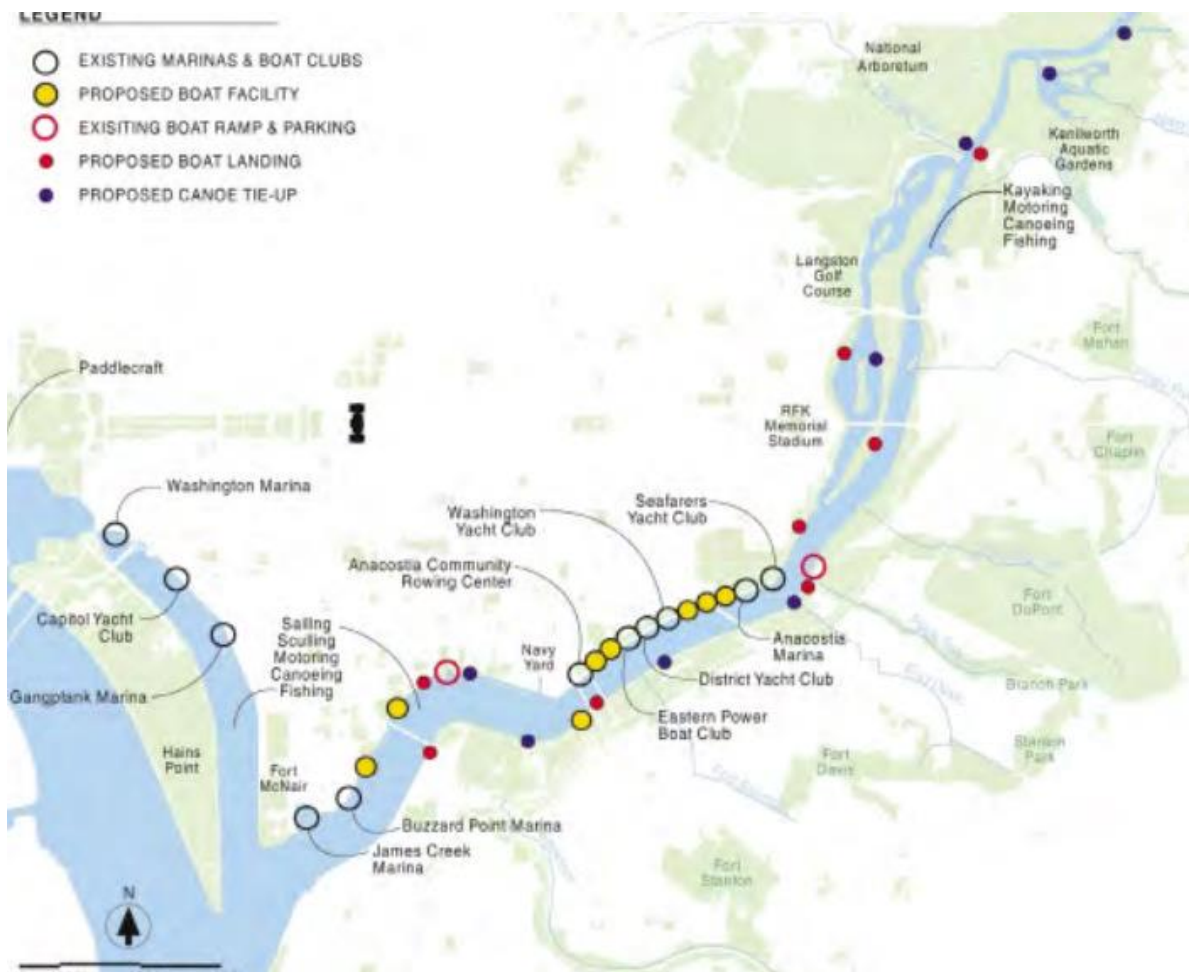 LEGEND
EXISTING MARINAS & BOAT CLUBS
PROPOSED BOAT FACILITY
EXISITING BOAT RAMP & PARKING
PROPOSED BOAT LANDING
PROPOSED CANOE TIE-UP
National
Arboretum
Kenilworth
Aquatic
Gardens
Kayaking
Motoring
Canoeing
Fishing
Langston
Golf
Course
Fort
Mahan
Paddlecraft
RFK
Memorial
Stadium
Fort
Chaplin
Washington Marina
Seafarers
Yacht Club
Washington
Yacht Club
Anacostia Community
Rowing Center
Fort
DuPont
Capitol Yacht
Club
Sailing
Sculling
Motoring
Canoeing
Fishing
Navy
Yard
Anacostia
Marina
District Yacht Club
Branch Park
Gangplank Marina
Eastern Power
Boat Club
Stanton
Park
Hains
Point
Fort
McNair
Fort
Davis
Buzzard Point Marina
James Creek
Marina
Fort
Stanton
N